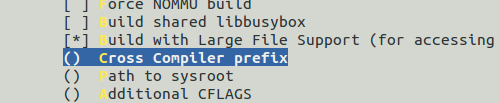 [ ] Force NOMMU build
[ ] Build shared libbusybox
[*] Build with Large File Support (for accessing
() Cross Compiler prefix
() Path to sysroot
() Additional CFLAGS